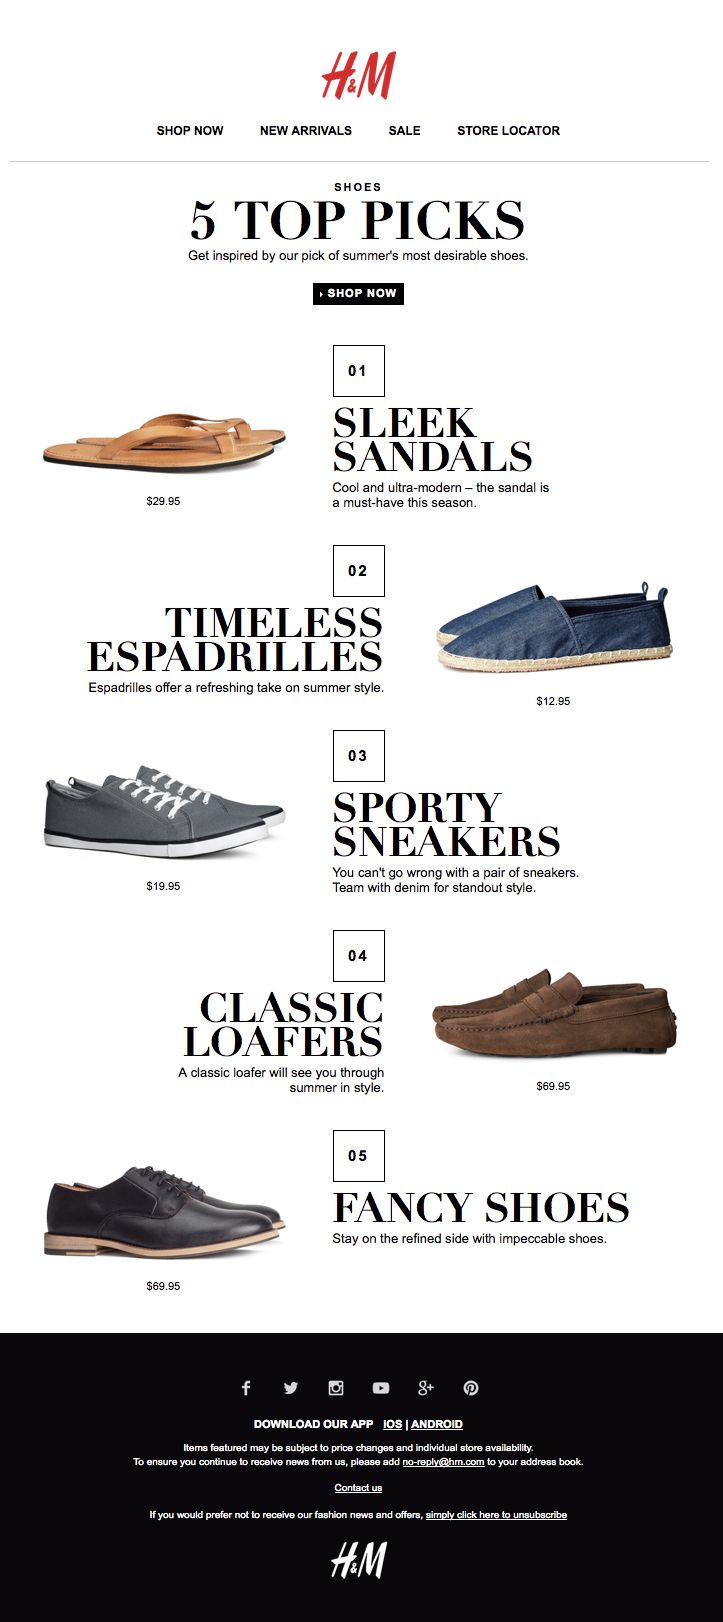 H&M
SHOP NOW NEW ARRIVALS SALE STORE LOCATOR
SHOES
5 TOP PICKS
Get inspired by our pick of summer's most desirable shoes.
SHOP NOW
01
SLEEK
SANDALS
Cool and ultra-modern – the sandal is
a must-have this season.
$29.95
02
TIMELESS
ESPADRILLES
Espadrilles offer a refreshing take on summer style.
$12.95
03
SPORTY
SNEAKERS
You can't go wrong with a pair of sneakers.
Team with denim for standout style.
$19.95
04
CLASSIC
LOAFERS
A classic loafer will see you through
summer in style.
$69.95
05
FANCY SHOES
Stay on the refined side with impeccable shoes.
$69.95
DOWNLOAD OUR APP iOS | ANDROID
Items featured may be subject to price changes and individual store availability.
To ensure you continue to receive news from us, please add no-reply@hm.com to your address book.
Contact us
If you would prefer not to receive our fashion news and offers, simply click here to unsubscribe
H&M